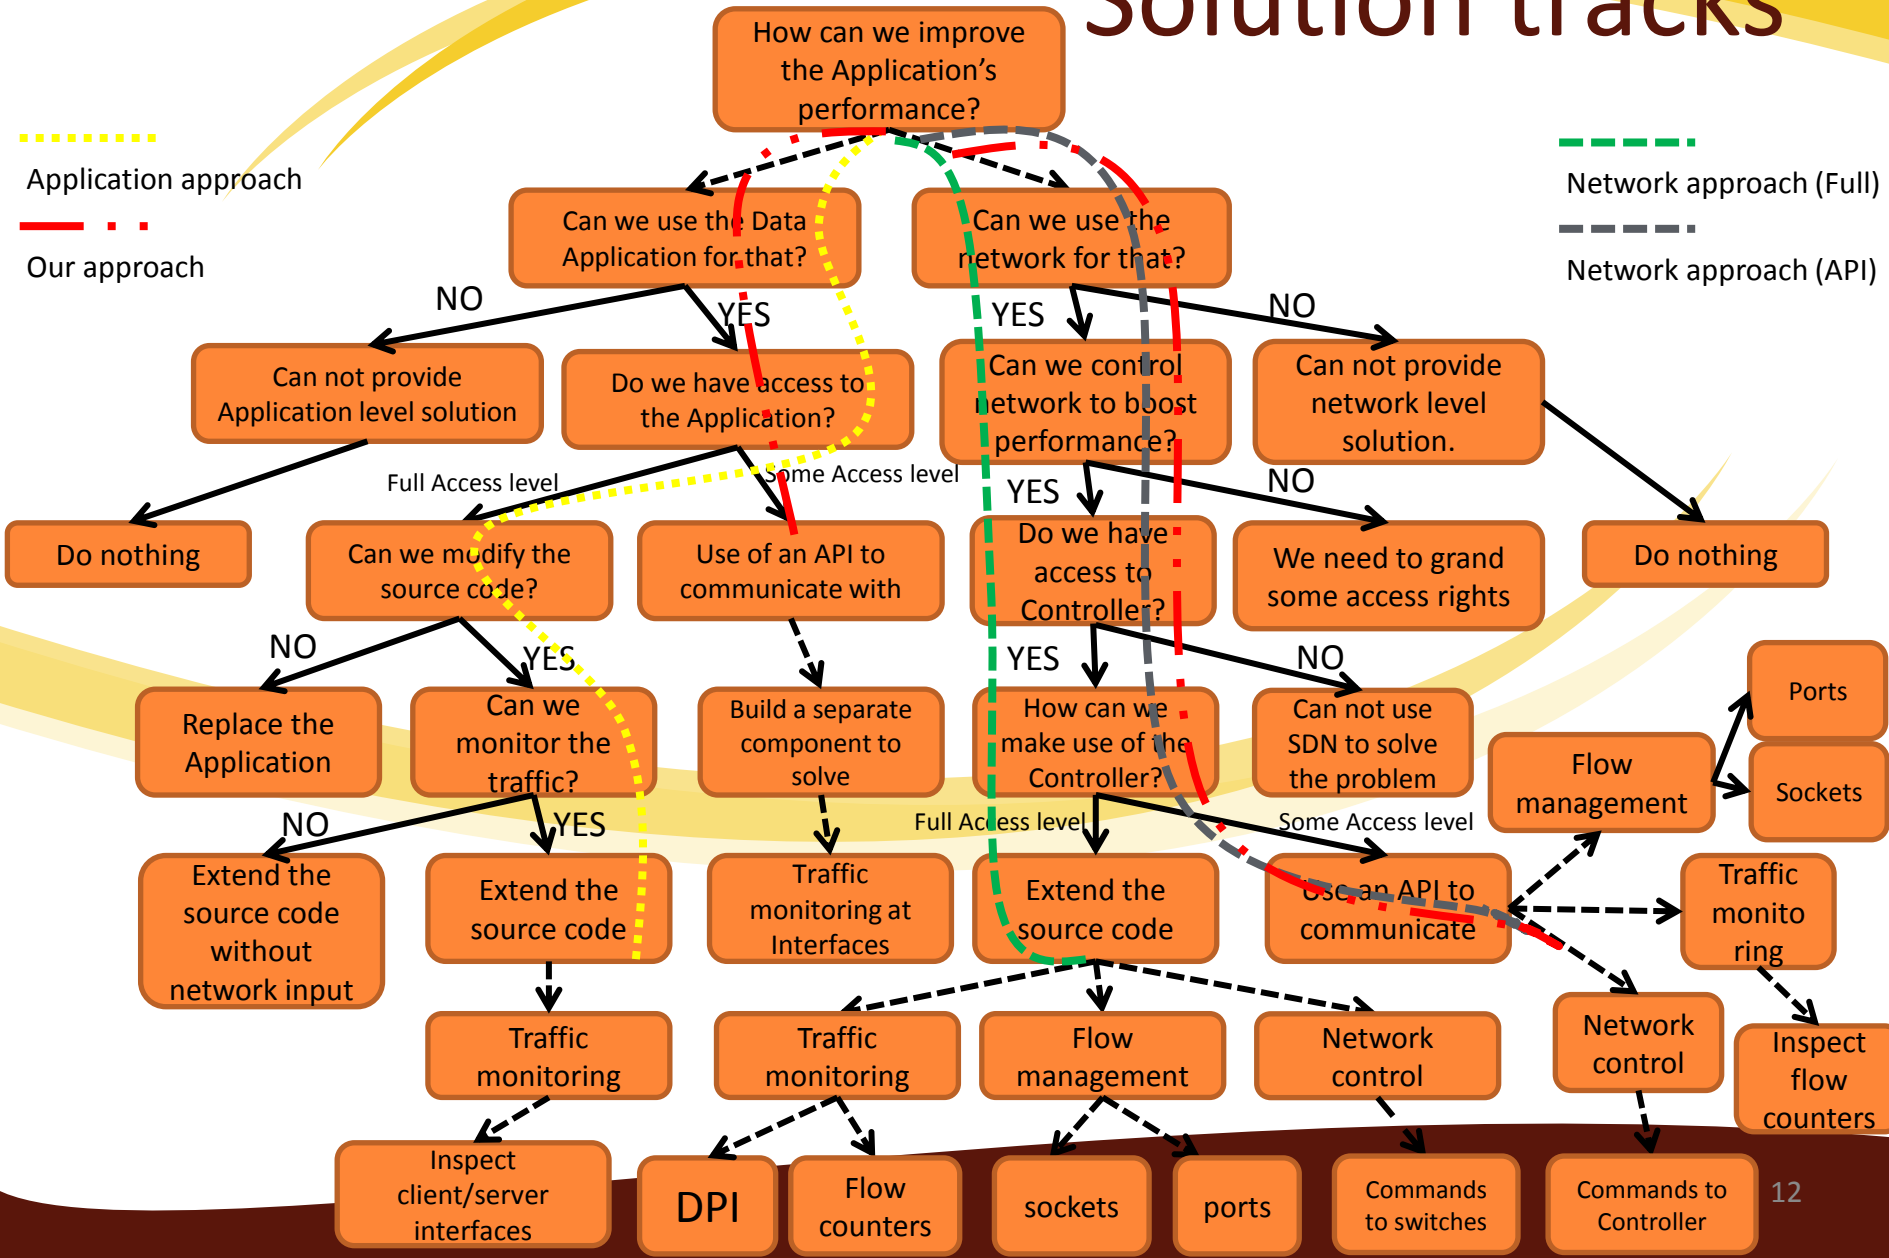 Solution tracks
How can we improve
the Application's
performance?
Application approach
Our approach
Network approach (Full)
Network approach (API)
Can we use the Data
Application for that?
Can we use the
network for that?
NO
YES
YES
NO
Can not provide
Application level solution
Do we have access to
the Application?
Can we control
network to boost
performance?
Can not provide
network level
solution.
Full Access level
Some Access level
YES
NO
Do nothing
Can we modify the
source code?
Use of an API to
communicate with
Do we have
access to
Controller?
We need to grand
some access rights
Do nothing
NO
YES
YES
NO
Replace the
Application
Can we
monitor the
traffic?
Build a separate
component to
solve
How can we
make use of the
Controller?
Can not use
SDN to solve
the problem
Flow
management
Ports
Sockets
NO
YES
Full Access level
Some Access level
Extend the
source code
without
network input
Extend the
source code
Traffic
monitoring at
Interfaces
Extend the
source code
Use an API to
communicate
Traffic
monito
ring
Traffic
monitoring
Traffic
monitoring
Flow
management
Network
control
Network
control
Inspect
flow
counters
Inspect
client/server
interfaces
DPI
Flow
counters
sockets
ports
Commands
to switches
Commands to
Controller
12